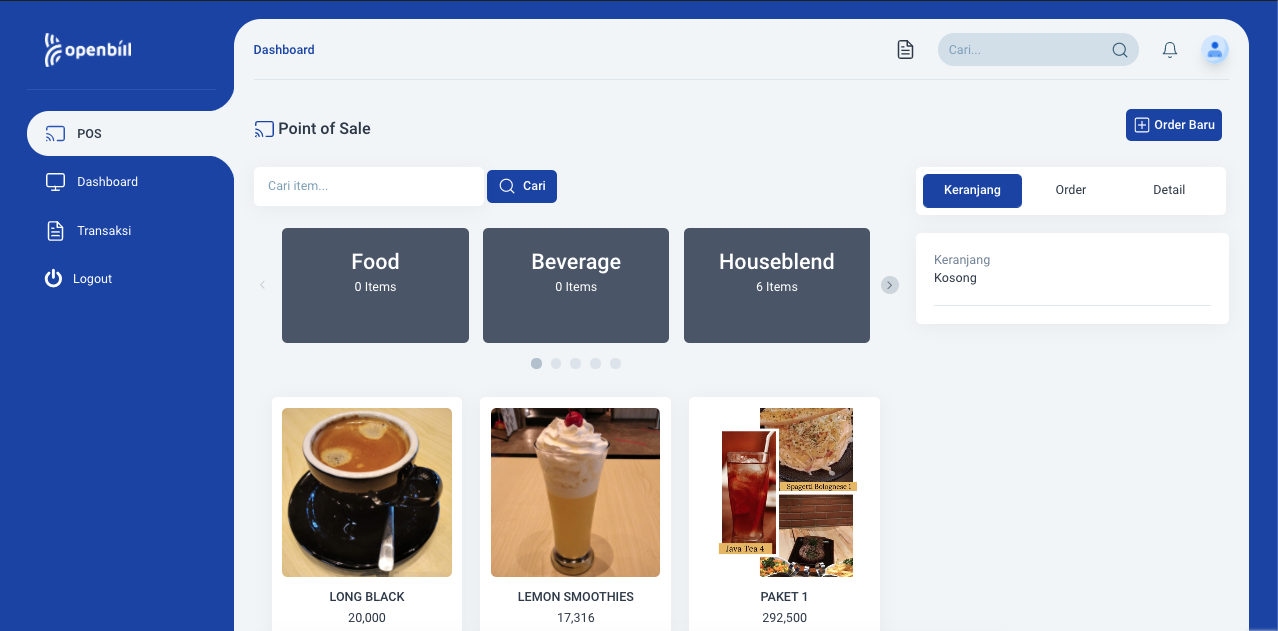 openbill
Dashboard
Cari...
POS
Dashboard
Transaksi
Logout
Point of Sale
Order Baru
Cari item...
Cari
Keranjang
Order
Detail
Food
0 Items
Beverage
0 Items
Houseblend
6 Items
Keranjang
Kosong
Spagetti Bolognese 1
Java Tea 4
LONG BLACK
20,000
LEMON SMOOTHIES
17,316
PAKET 1
292,500